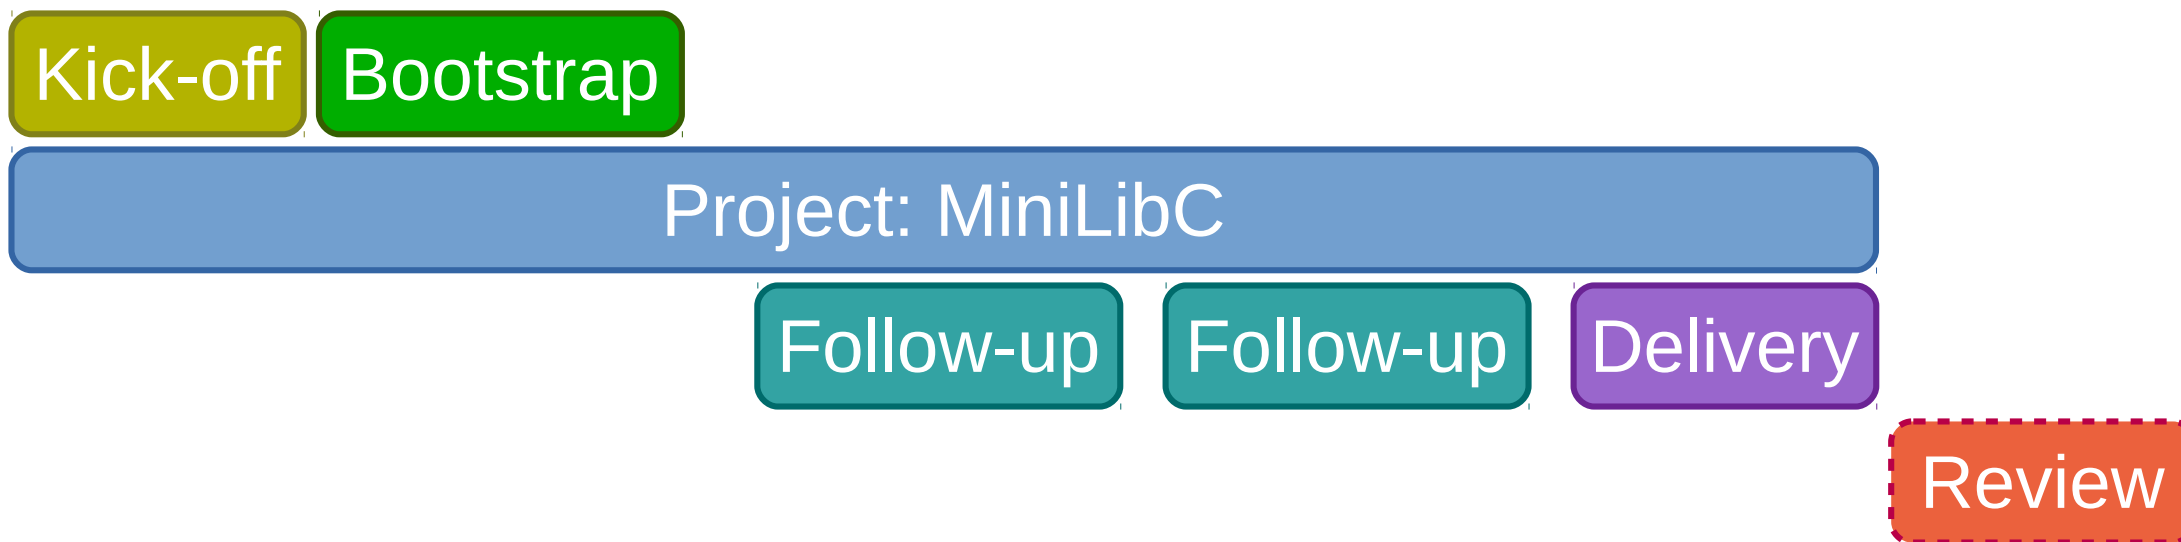 Kick-off Bootstrap
Project: MiniLibC
Follow-up Follow-up Delivery
Review